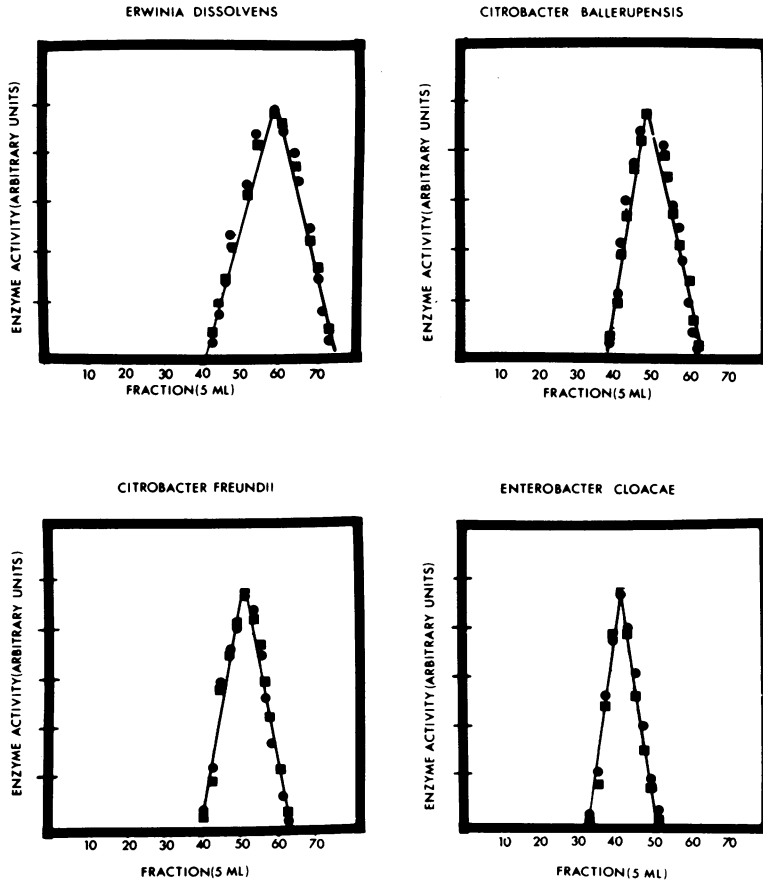 ERWINIA DISSOLVENS
ENZYME ACTIVITY(ARBITRARY UNITS)
10 20 30 40 50 60 70
FRACTION(5 ML)
CITROBACTER BALLERUPENSIS
ENZYME ACTIVITY(ARBITRARY UNITS)
10 20 30 40 50 60 70
FRACTION(5 ML)
CITROBACTER FREUNDII
ENZYME ACTIVITY(ARBITRARY UNITS)
10 20 30 40 50 60 70
FRACTION(5 ML)
ENTEROBACTER CLOACAE
ENZYME ACTIVITY(ARBITRARY UNITS)
10 20 30 40 50 60 70
FRACTION(5 ML)